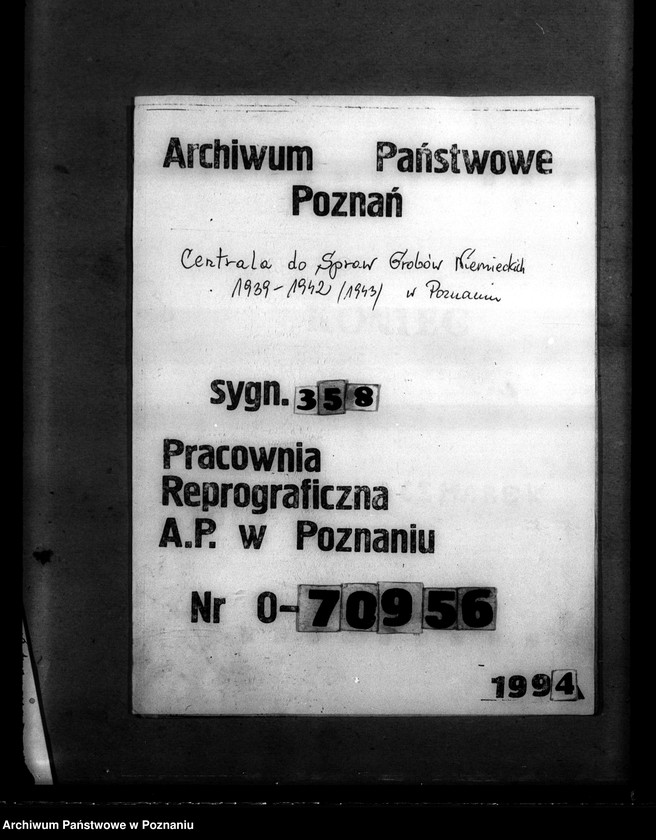 Archiwum Państwowe
Poznań
Centrala do Spraw Grobów Niemieckich
1939-1942 /1943/ w Poznaniu
sygn. 358
Pracownia
Reprograficzna
A.P. w Poznaniu
Nr O-70956
1994
Archiwum Państwowe w Poznaniu